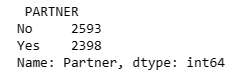 PARTNER
No     2593
Yes    2398
Name: Partner, dtype: int64